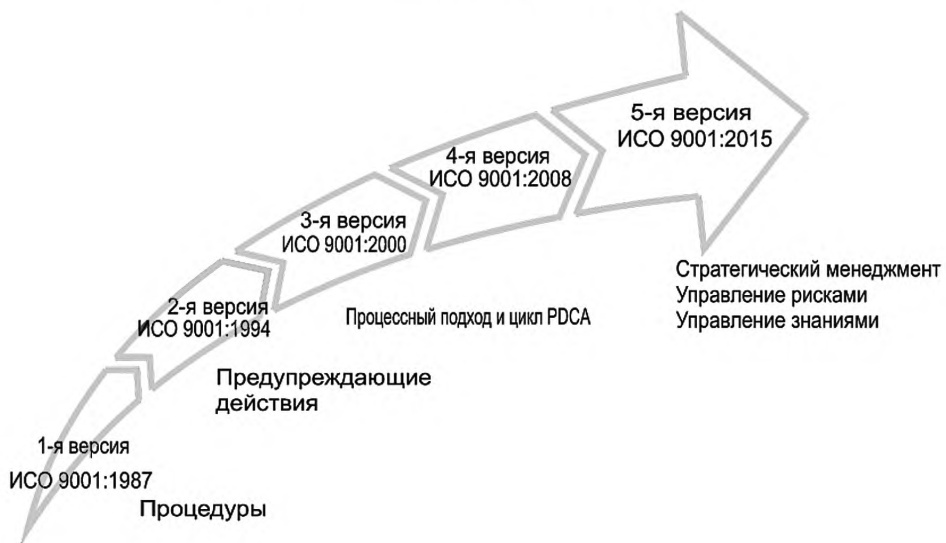 1-я версия
ИСО 9001:1987
Процедуры
2-я версия
ИСО 9001:1994
Предупреждающие
действия
3-я версия
ИСО 9001:2000
Процессный подход и цикл PDCA
4-я версия
ИСО 9001:2008
5-я версия
ИСО 9001:2015
Стратегический менеджмент
Управление рисками
Управление знаниями